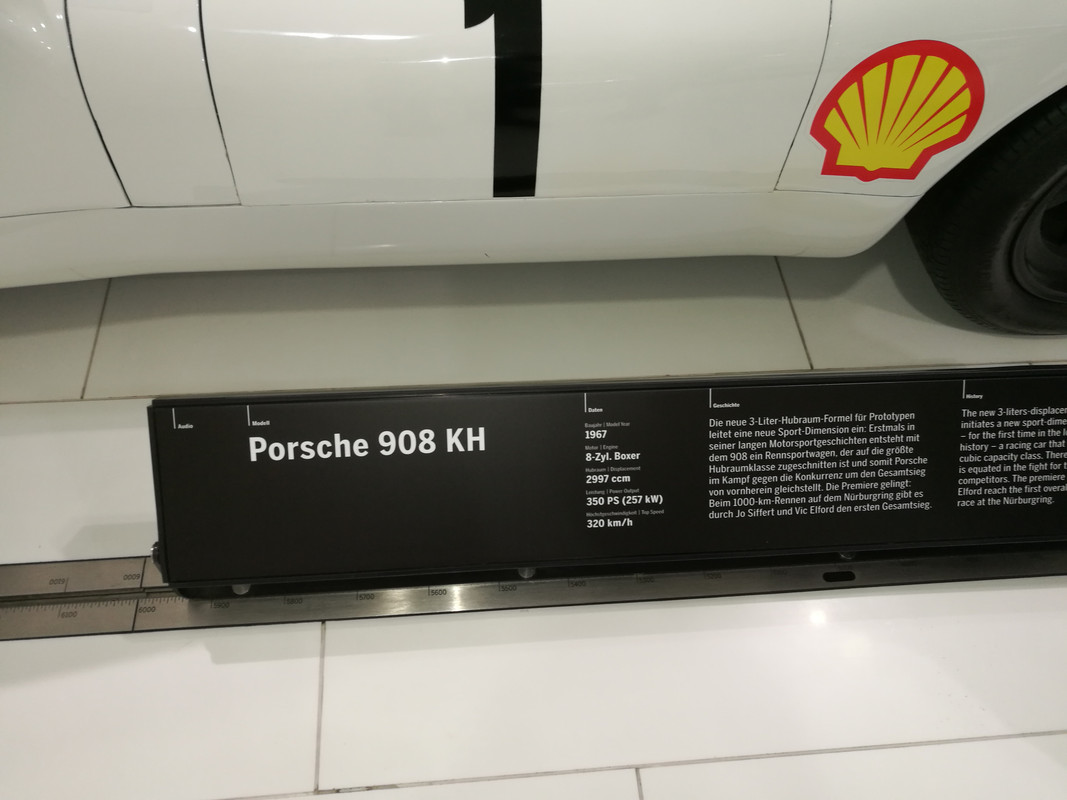 1
Audio
Modell
Porsche 908 KH
Daten
Baujahr | Model Year
1967
Motor | Engine
8-Zyl. Boxer
Hubraum | Displacement
2997 ccm
Leistung | Power Output
350 PS (257 kW)
Höchstgeschwindigkeit | Top Speed
320 km/h
Geschichte
Die neue 3-Liter-Hubraum-Formel für Prototypen
leitet eine neue Sport-Dimension ein: Erstmals in
seiner langen Motorsportgeschichten entsteht mit
dem 908 ein Rennsportwagen, der auf die größte
Hubraumklasse zugeschnitten ist und somit Porsche
im Kampf gegen die Konkurrenz um den Gesamtsieg
von vornherein gleichstellt. Die Premiere gelingt:
Beim 1000-km-Rennen auf dem Nürburgring gibt es
durch Jo Siffert und Vic Elford den ersten Gesamtsieg.
History
The new 3-liters-displacem
initiates a new sport-dime
– for the first time in the
history – a racing car that
cubic capacity class. There
is equated in the fight for
competitors. The premiere
Elford reach the first overal
race at the Nürburgring.
6000
6000
5700
5600
5500
5400